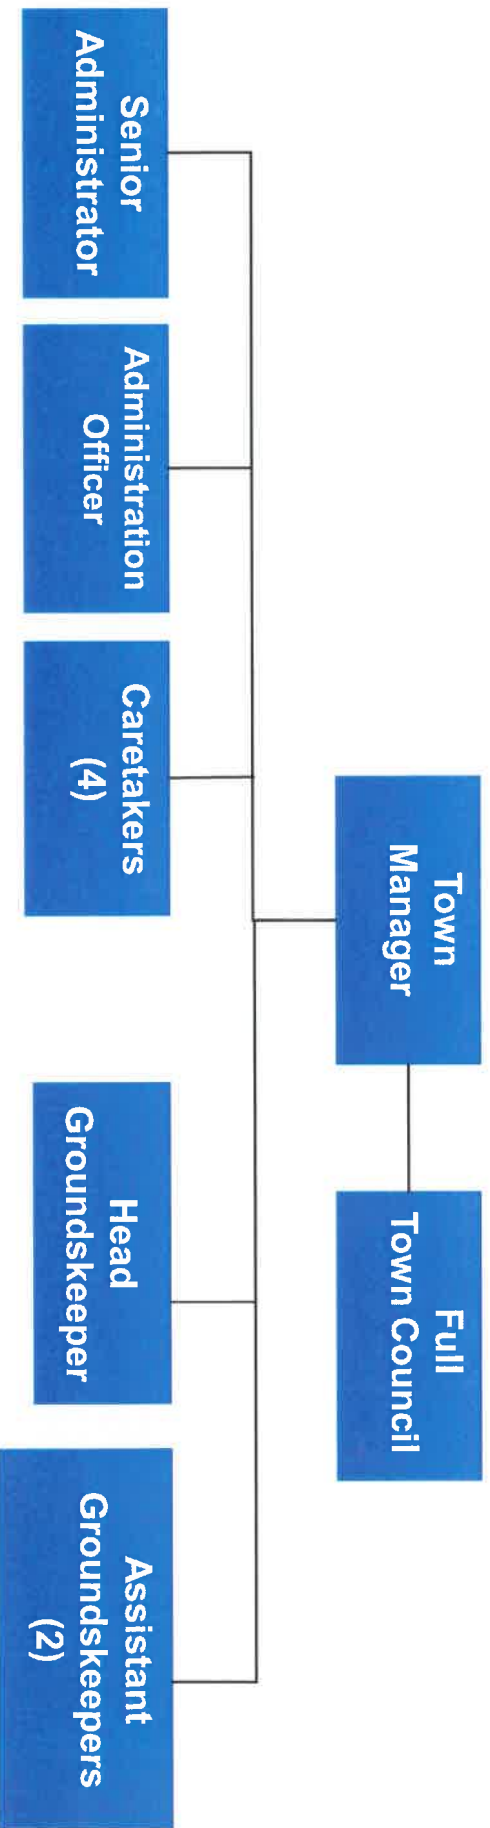 Town
Manager
Full
Town Council
Senior
Administrator
Administration
Officer
Caretakers
(4)
Head
Groundskeeper
Assistant
Groundskeepers
(2)